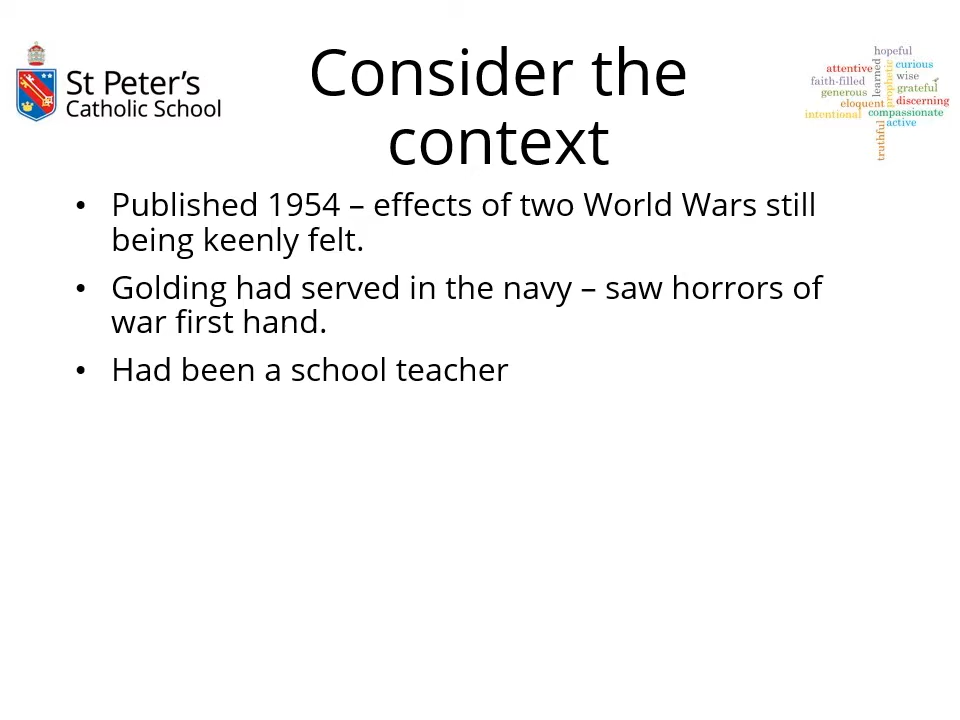 St Peter's
Catholic School
Consider the
context
hopeful
attentive
curious
faith-filled
learned
prophetic
wise
generous
grateful
eloquent
discerning
intentional
compassionate
truthful
active
• Published 1954 – effects of two World Wars still
being keenly felt.
• Golding had served in the navy – saw horrors of
war first hand.
• Had been a school teacher